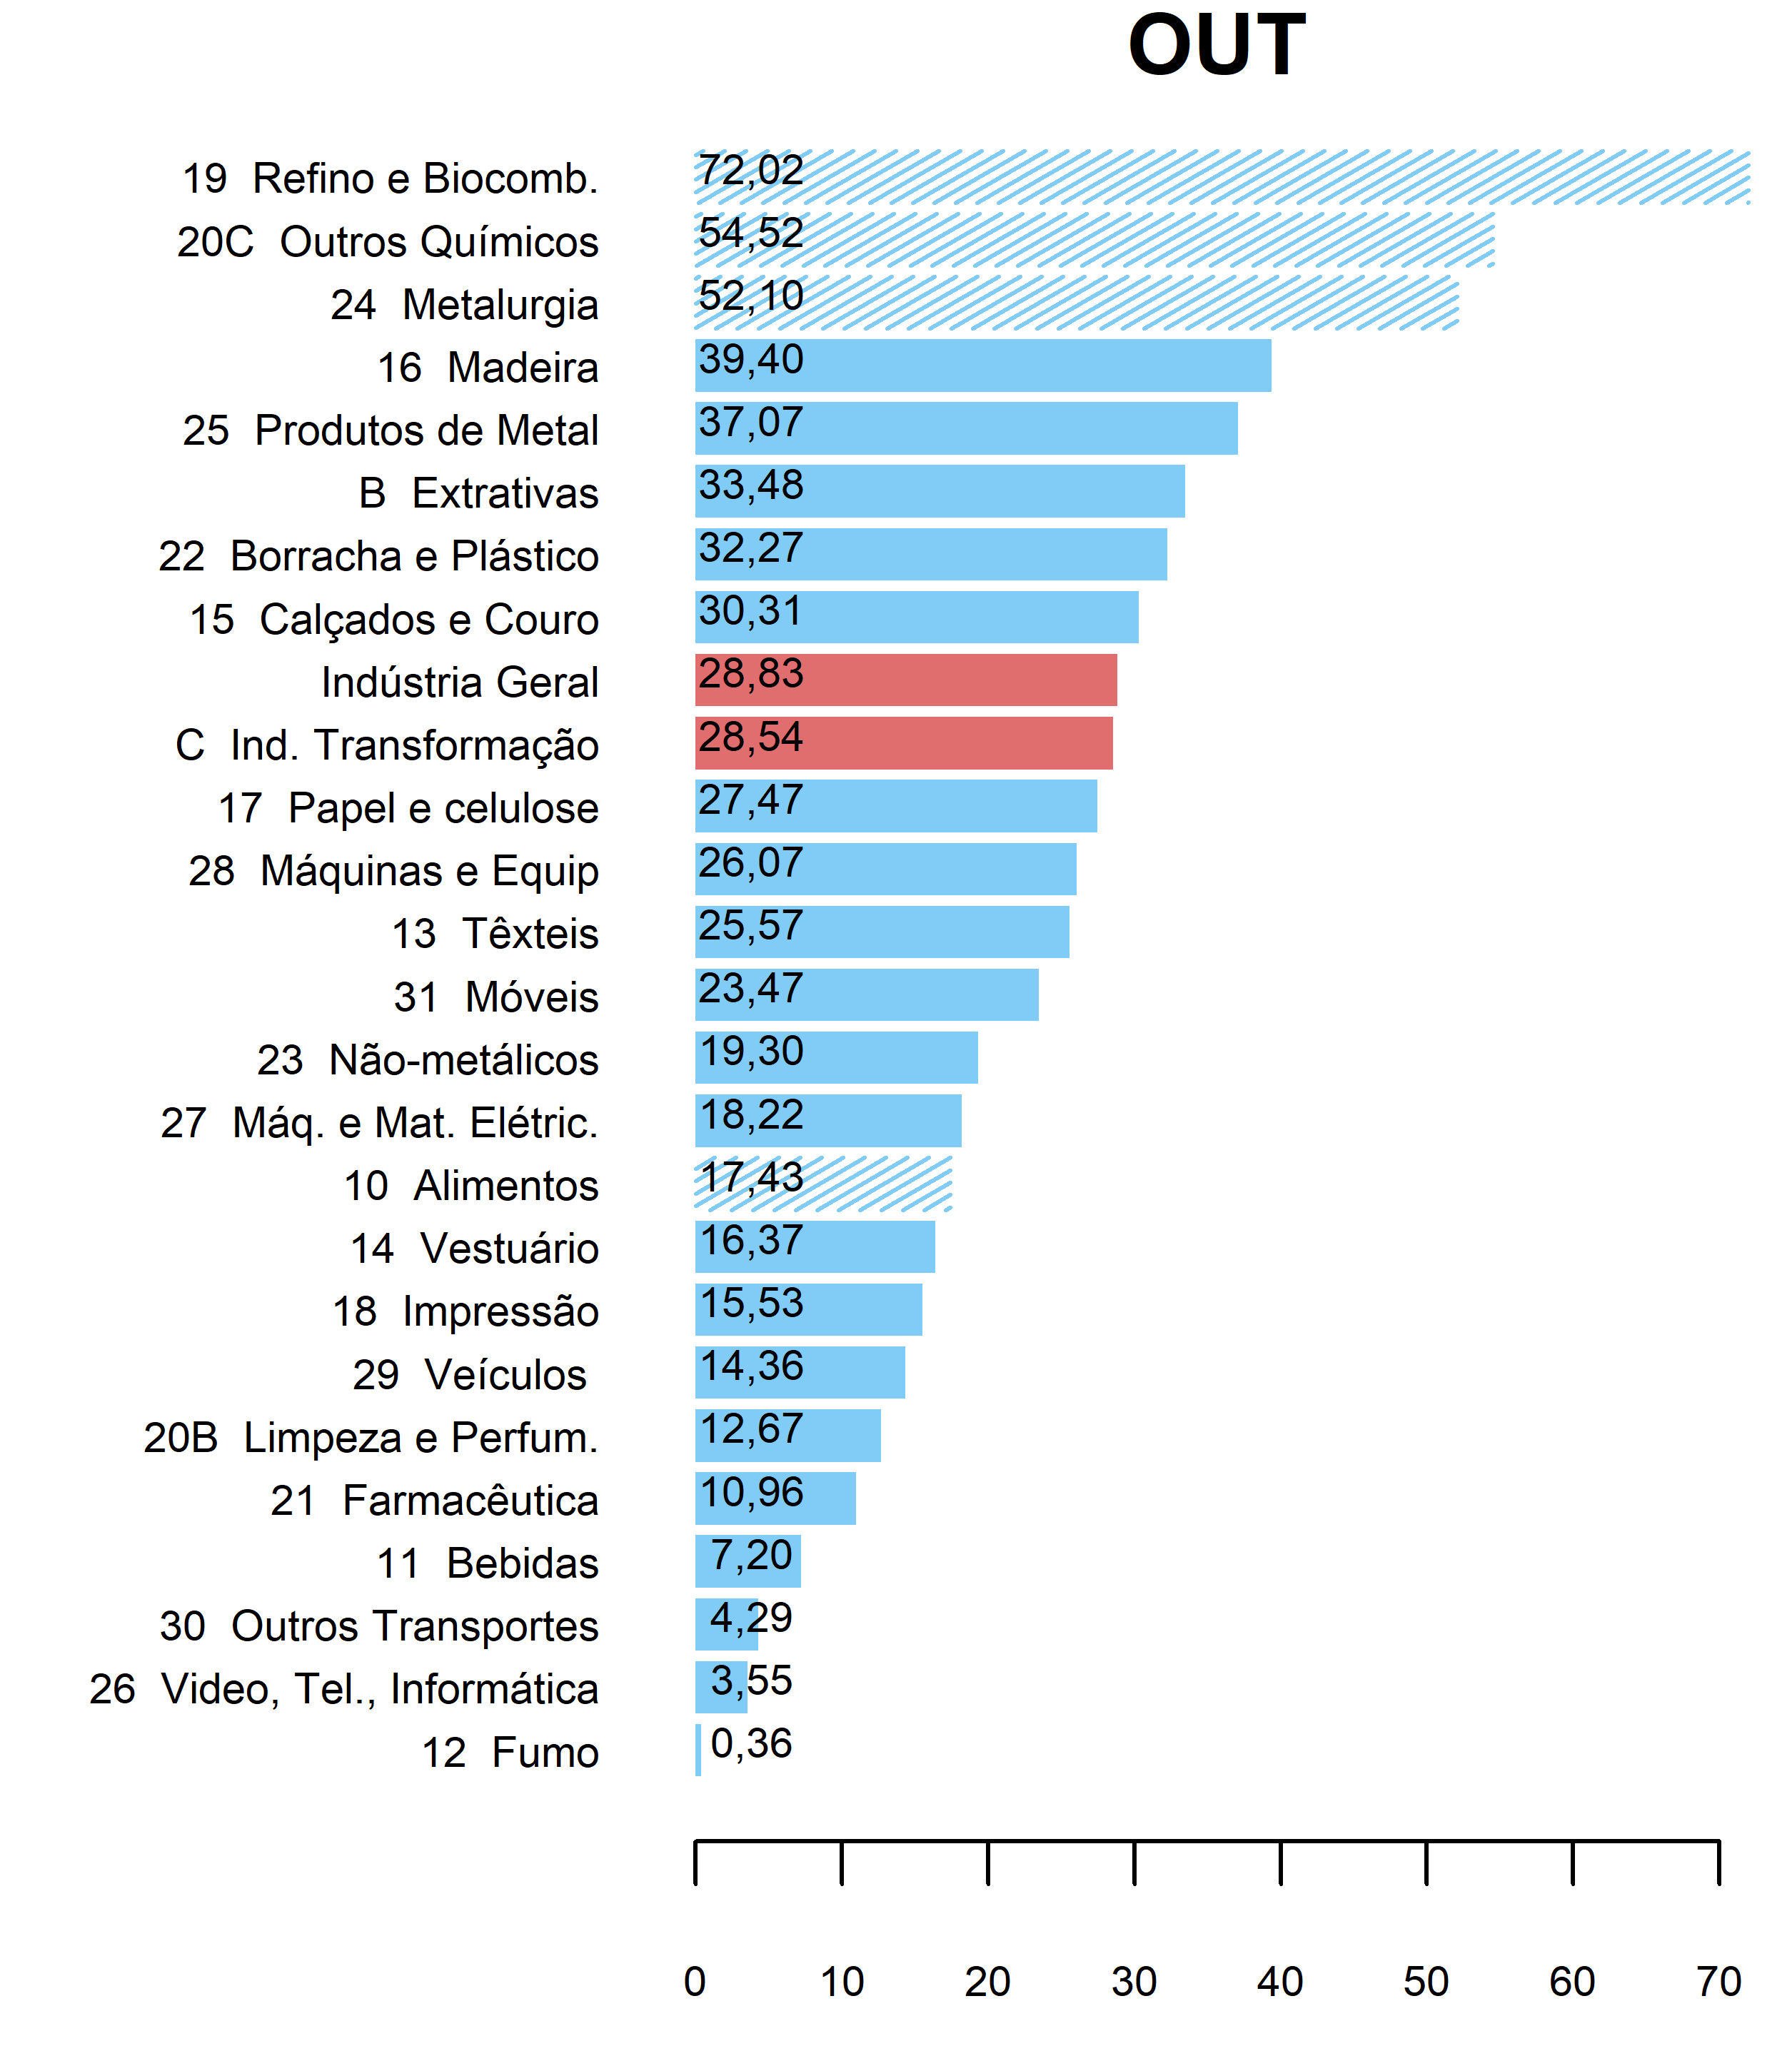 OUT
19 Refino e Biocomb. 72,02
20C Outros Químicos 54,52
24 Metalurgia 52,10
16 Madeira 39,40
25 Produtos de Metal 37,07
B Extrativas 33,48
22 Borracha e Plástico 32,27
15 Calçados e Couro 30,31
Indústria Geral 28,83
C Ind. Transformação 28,54
17 Papel e celulose 27,47
28 Máquinas e Equip 26,07
13 Têxteis 25,57
31 Móveis 23,47
23 Não-metálicos 19,30
27 Máq. e Mat. Elétric. 18,22
10 Alimentos 17,43
14 Vestuário 16,37
18 Impressão 15,53
29 Veículos 14,36
20B Limpeza e Perfum. 12,67
21 Farmacêutica 10,96
11 Bebidas 7,20
30 Outros Transportes 4,29
26 Video, Tel., Informática 3,55
12 Fumo 0,36
0 10 20 30 40 50 60 70